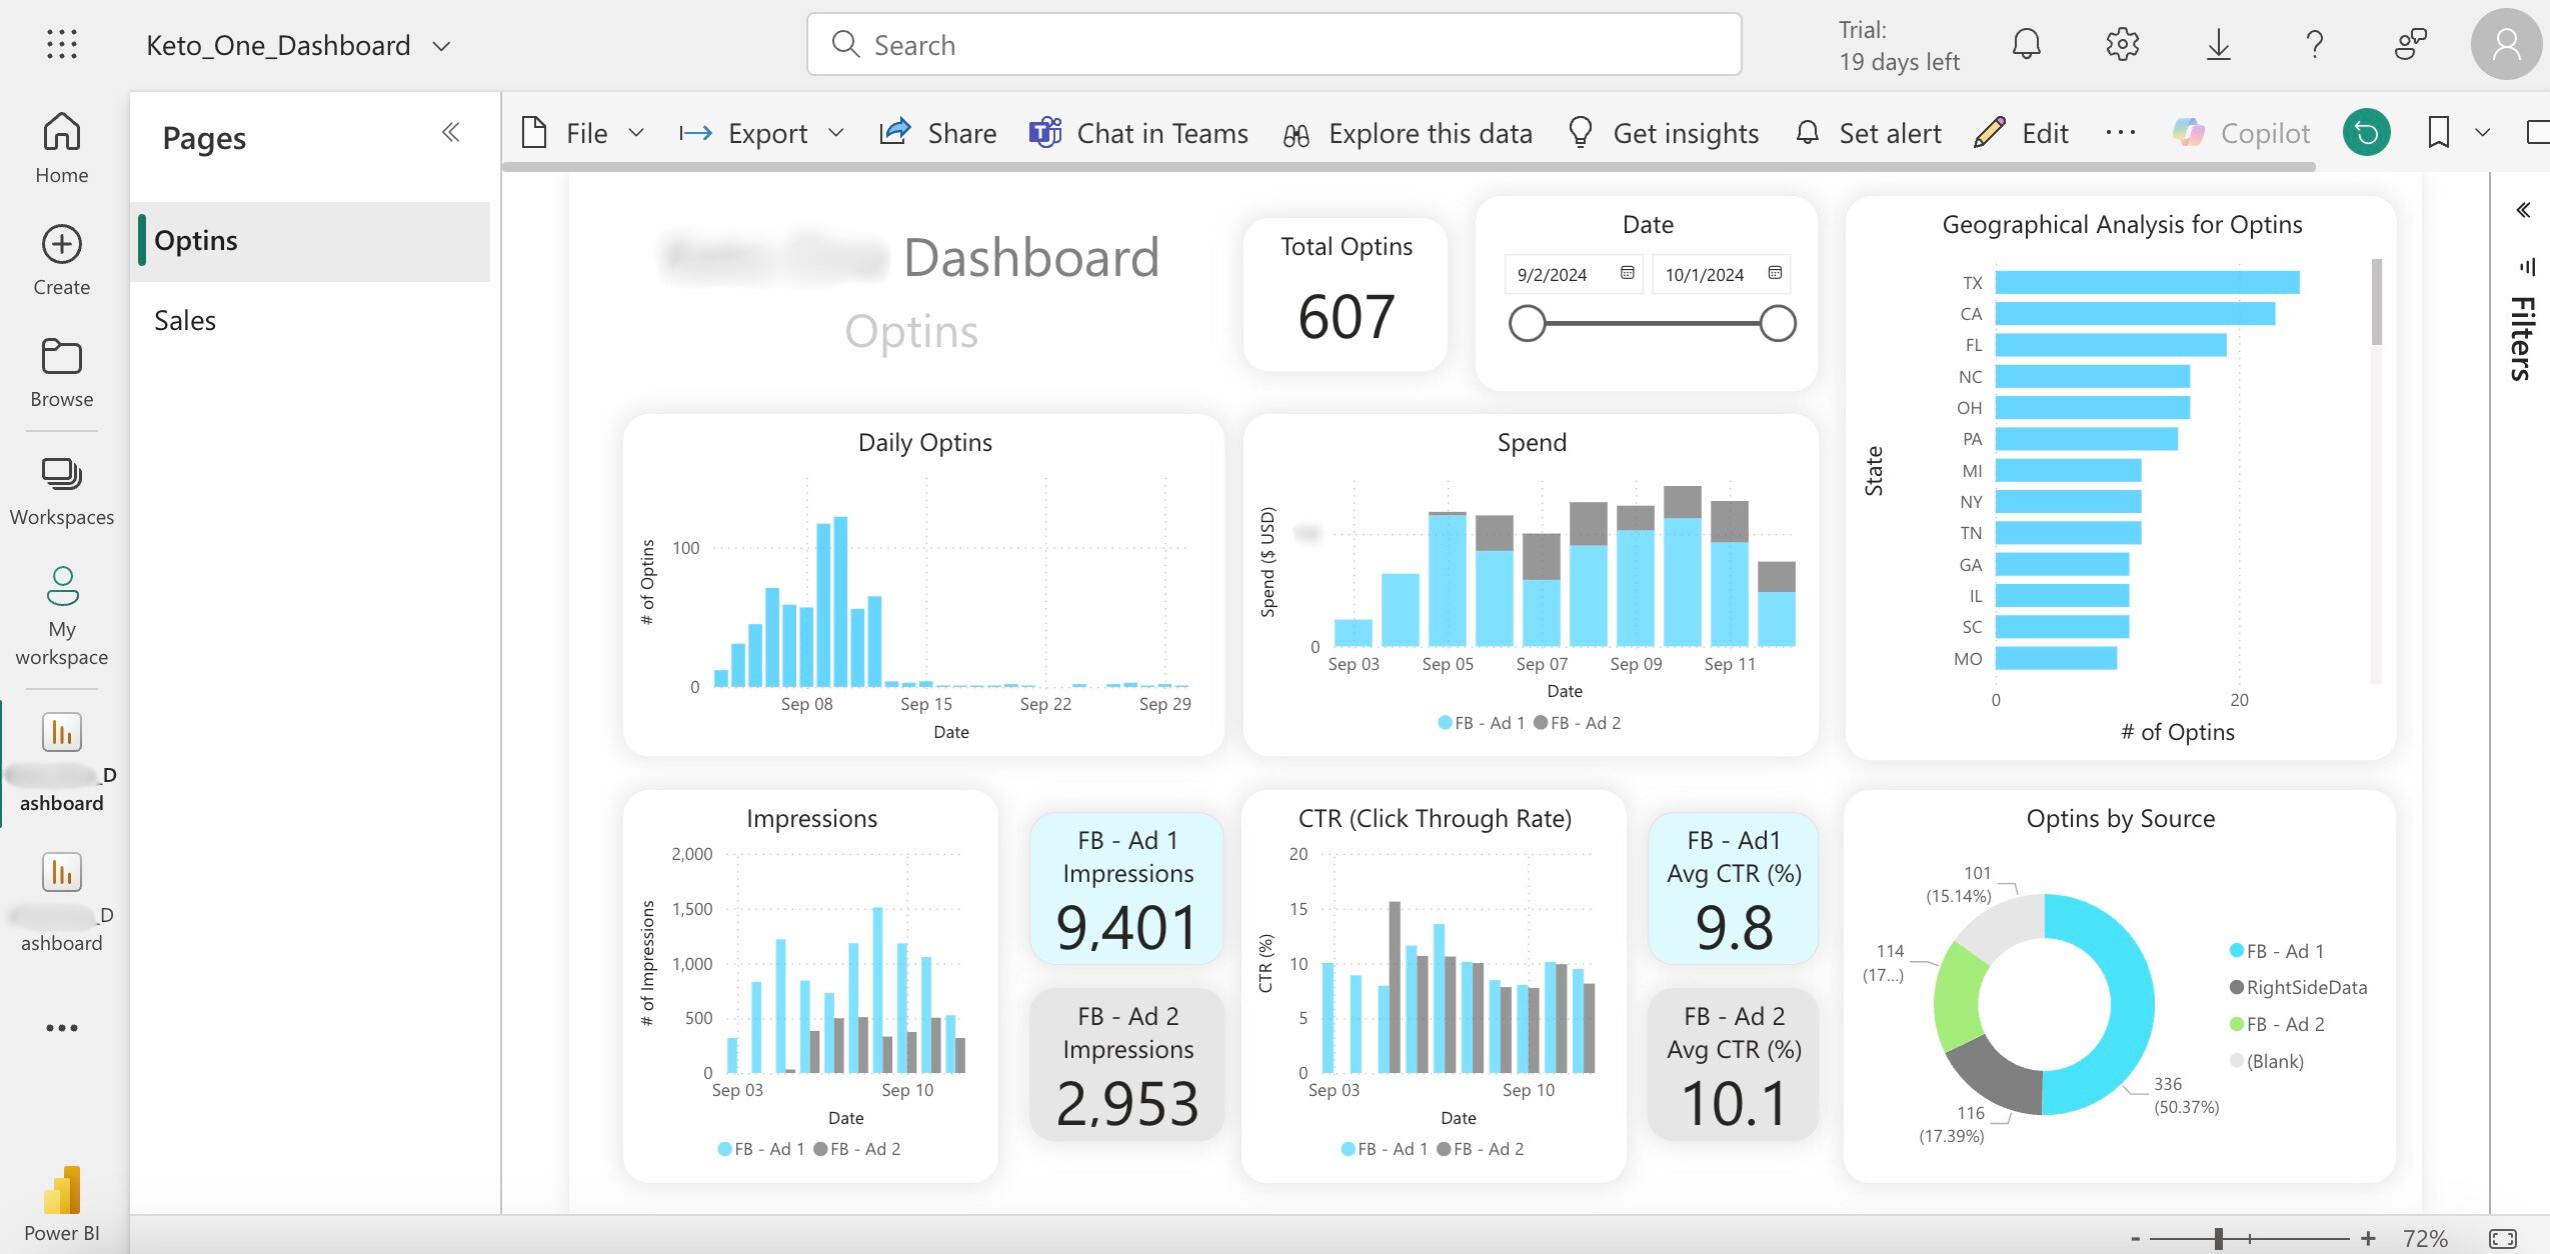 Keto_One_Dashboard
Search
Trial:
19 days left
Home
Create
Browse
Workspaces
My
workspace
_D
ashboard
_D
ashboard
Power BI
Pages
Optins
Sales
File
Export
Share
Chat in Teams
Explore this data
Get insights
Set alert
Edit
Copilot
Filters
Dashboard
Optins
Total Optins
607
Date
9/2/2024
10/1/2024
Daily Optins
# of Optins
100
0
Sep 08
Sep 15
Sep 22
Sep 29
Date
Spend
Spend ($ USD)
0
Sep 03
Sep 05
Sep 07
Sep 09
Sep 11
Date
FB - Ad 1
FB - Ad 2
Geographical Analysis for Optins
State
TX
CA
FL
NC
OH
PA
MI
NY
TN
GA
IL
SC
MO
0
20
# of Optins
Impressions
# of Impressions
2,000
1,500
1,000
500
0
Sep 03
Sep 10
Date
FB - Ad 1
FB - Ad 2
FB - Ad 1
Impressions
9,401
FB - Ad 2
Impressions
2,953
CTR (Click Through Rate)
CTR (%)
20
15
10
5
0
Sep 03
Sep 10
Date
FB - Ad 1
FB - Ad 2
FB - Ad1
Avg CTR (%)
9.8
FB - Ad 2
Avg CTR (%)
10.1
Optins by Source
101
(15.14%)
114
(17...)
116
(17.39%)
336
(50.37%)
FB - Ad 1
RightSideData
FB - Ad 2
(Blank)
- + 72%